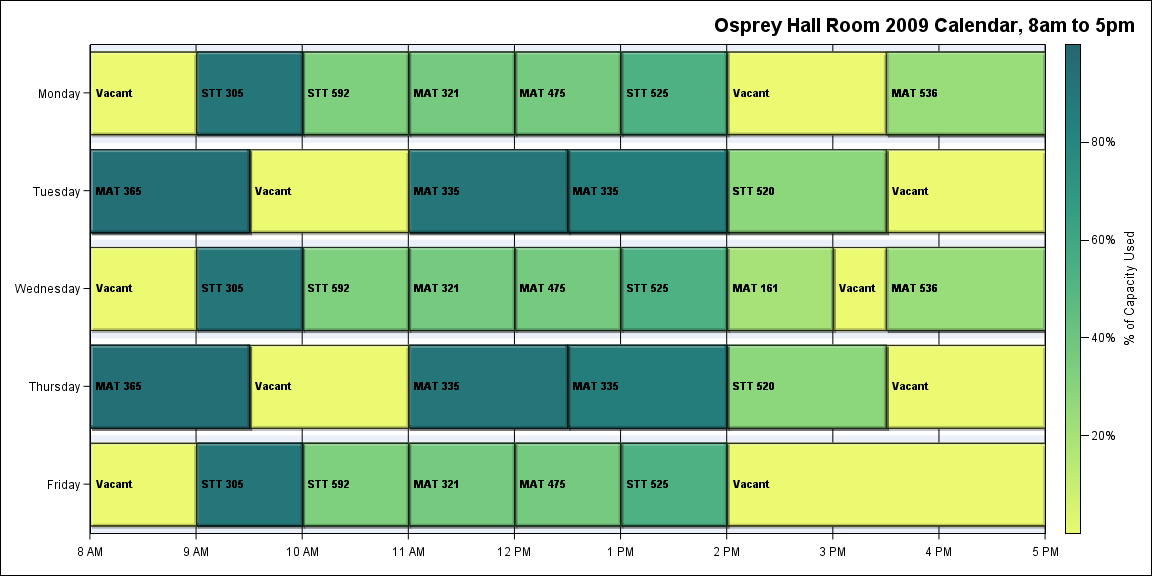 Osprey Hall Room 2009 Calendar, 8am to 5pm
Monday
Vacant
STT 305
STT 592
MAT 321
MAT 475
STT 525
Vacant
MAT 536
Tuesday
MAT 365
Vacant
MAT 335
MAT 335
STT 520
Vacant
Wednesday
Vacant
STT 305
STT 592
MAT 321
MAT 475
STT 525
MAT 161
Vacant
MAT 536
Thursday
MAT 365
Vacant
MAT 335
MAT 335
STT 520
Vacant
Friday
Vacant
STT 305
STT 592
MAT 321
MAT 475
STT 525
Vacant
8 AM
9 AM
10 AM
11 AM
12 PM
1 PM
2 PM
3 PM
4 PM
5 PM
80%
60%
40%
20%
% of Capacity Used